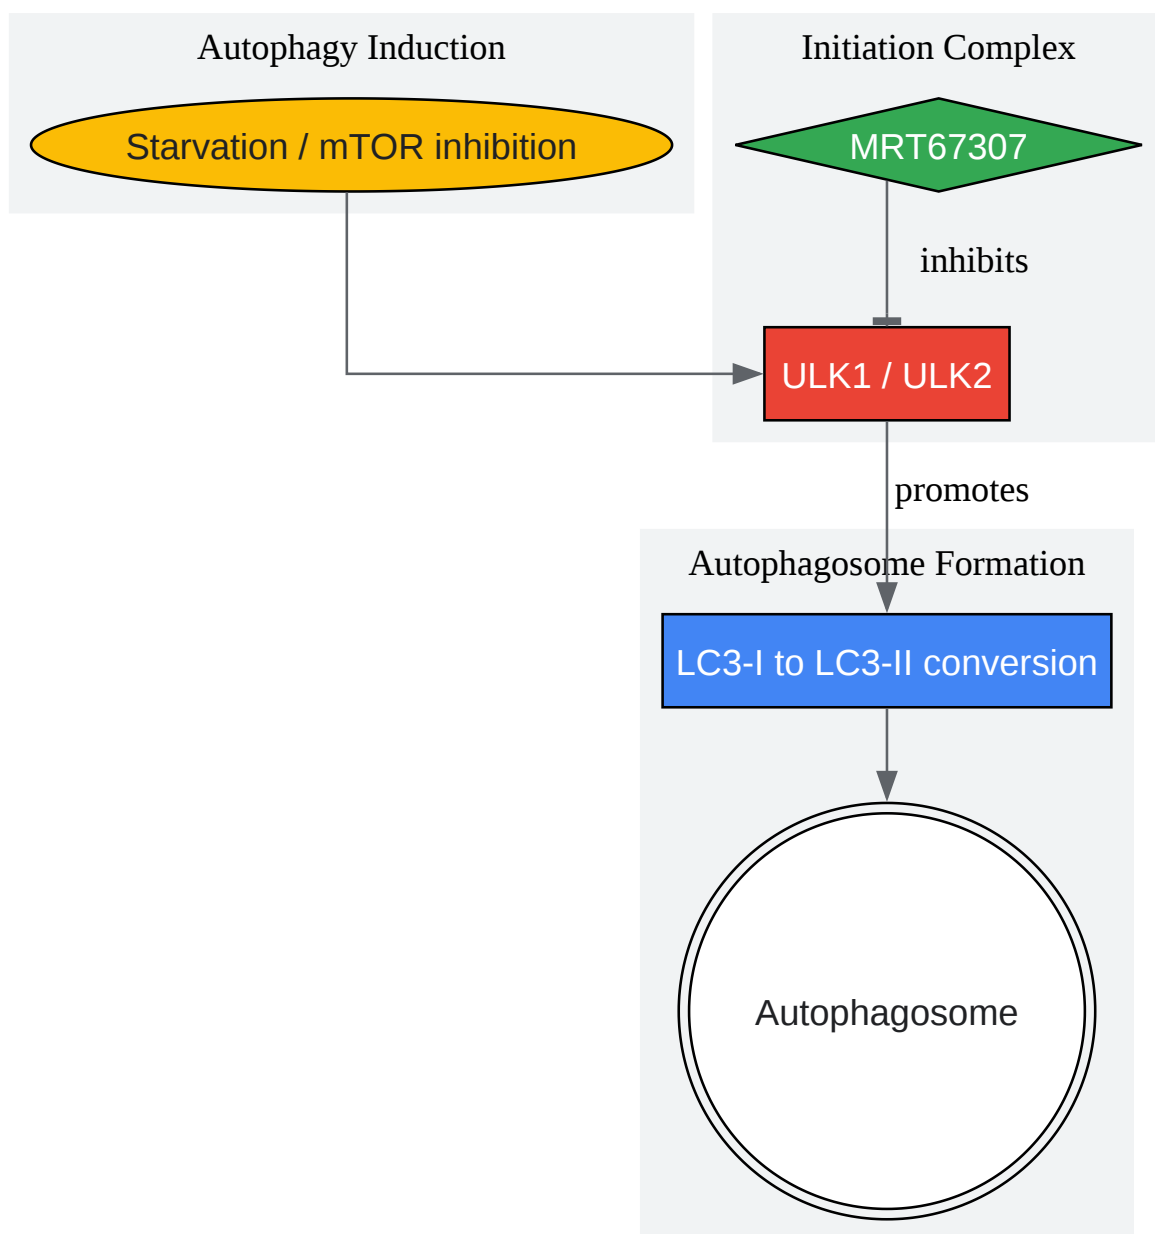 Autophagy Induction
Initiation Complex
Starvation / mTOR inhibition
MRT67307
inhibits
ULK1 / ULK2
promotes
Autophagosome Formation
LC3-I to LC3-II conversion
Autophagosome